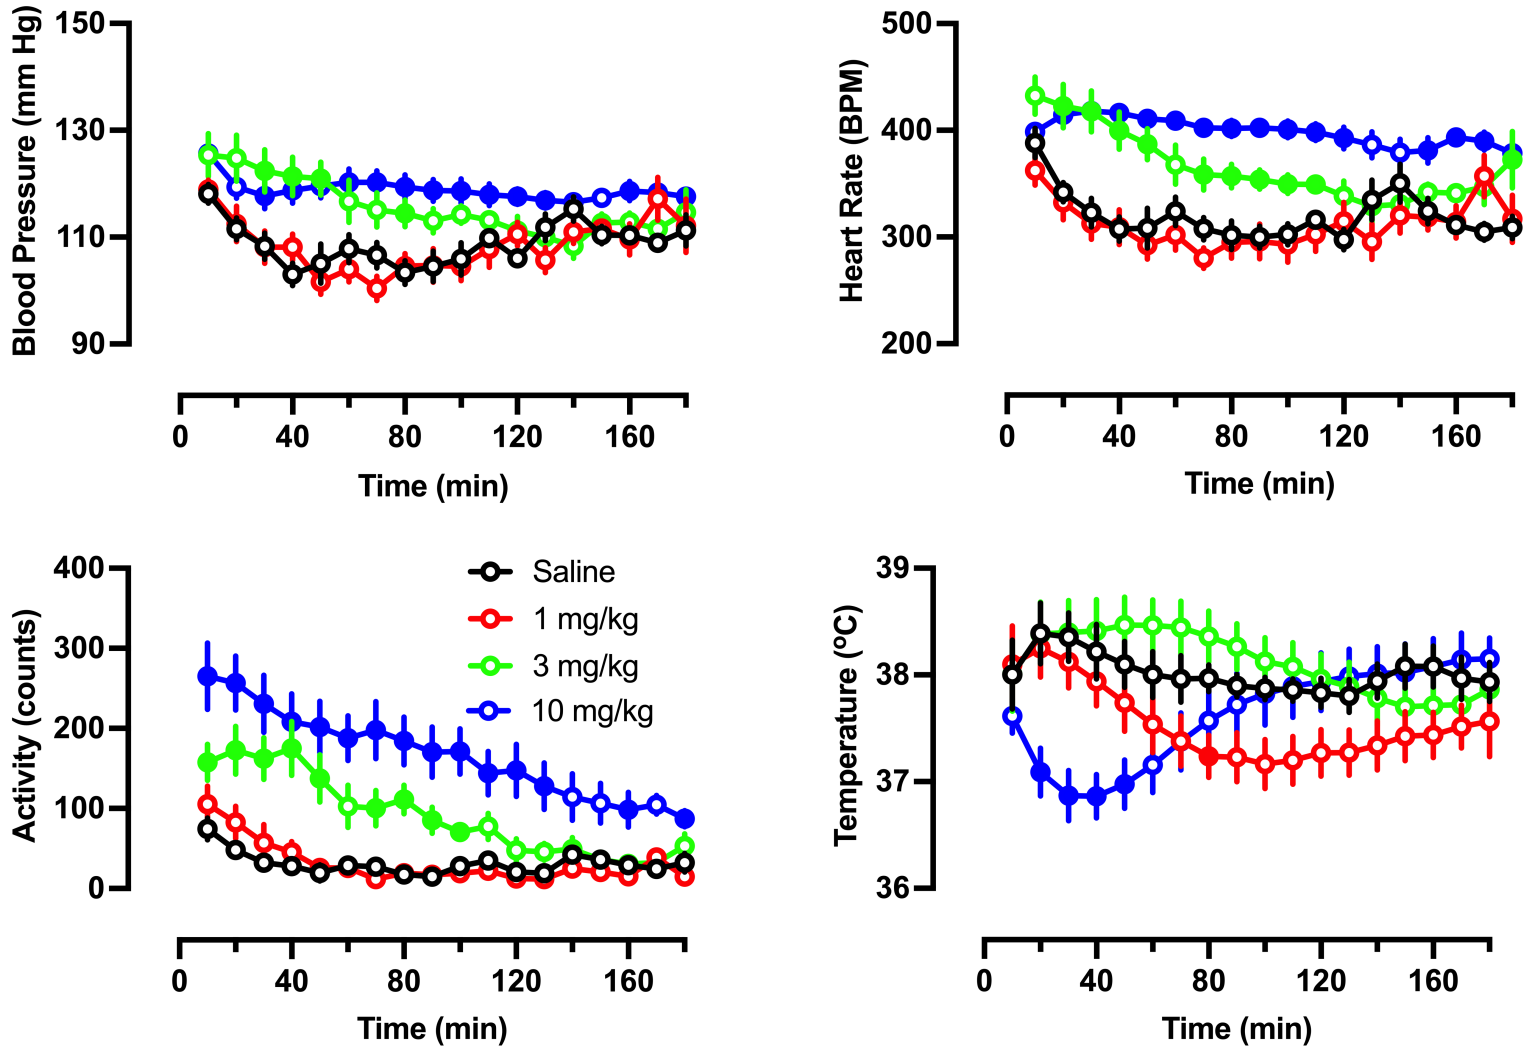 Blood Pressure (mm Hg)
150
130
110
90
0 40 80 120 160
Time (min)
Heart Rate (BPM)
500
400
300
200
0 40 80 120 160
Time (min)
Activity (counts)
400
300
200
100
0
0 40 80 120 160
Time (min)
Saline
1 mg/kg
3 mg/kg
10 mg/kg
Temperature (ºC)
39
38
37
36
0 40 80 120 160
Time (min)